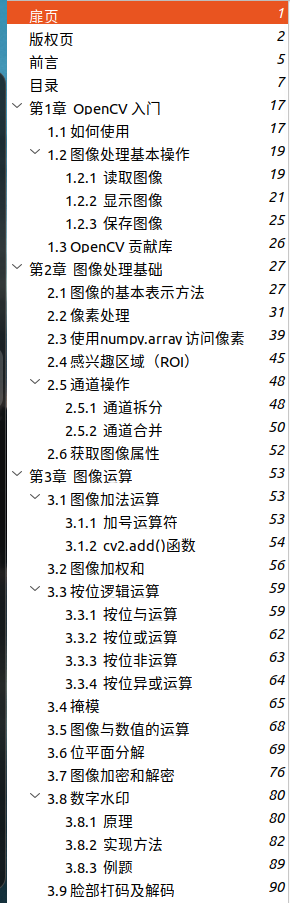 扉页 1
版权页 2
前言 5
目录 7
第1章 OpenCV 入门 17
1.1 如何使用 17
1.2 图像处理基本操作 19
1.2.1 读取图像 19
1.2.2 显示图像 21
1.2.3 保存图像 25
1.3 OpenCV 贡献库 26
第2章 图像处理基础 27
2.1 图像的基本表示方法 27
2.2 像素处理 31
2.3 使用numpy.array 访问像素 39
2.4 感兴趣区域（ROI） 45
2.5 通道操作 48
2.5.1 通道拆分 48
2.5.2 通道合并 50
2.6 获取图像属性 52
第3章 图像运算 53
3.1 图像加法运算 53
3.1.1 加号运算符 53
3.1.2 cv2.add()函数 54
3.2 图像加权和 56
3.3 按位逻辑运算 59
3.3.1 按位与运算 59
3.3.2 按位或运算 62
3.3.3 按位非运算 63
3.3.4 按位异或运算 64
3.4 掩模 65
3.5 图像与数值的运算 68
3.6 位平面分解 69
3.7 图像加密和解密 76
3.8 数字水印 80
3.8.1 原理 80
3.8.2 实现方法 82
3.8.3 例题 89
3.9 脸部打码及解码 90